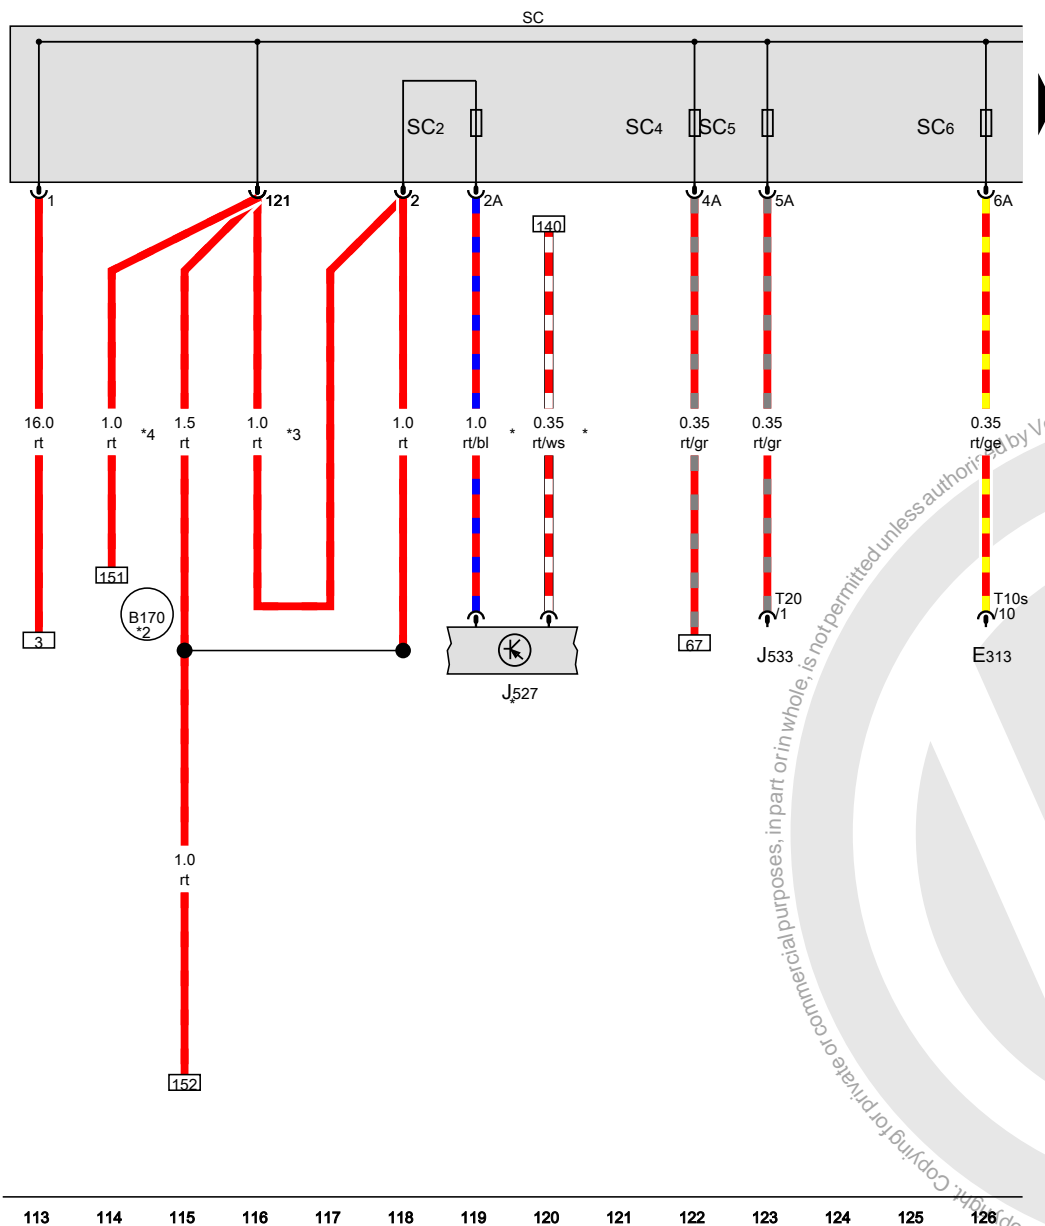 SC
SC2
SC4
SC5
SC6
1
121
2
2A
4A
5A
6A
140
16.0
rt
1.0
rt
*4
1.5
rt
1.0
rt
*3
1.0
rt
1.0
rt/bl
*
0.35
rt/ws
*
0.35
rt/gr
0.35
rt/gr
0.35
rt/ge
151
B170
*2
3
T20
/1
T10s
/10
67
J527
*
J533
E313
1.0
rt
152
113 114 115 116 117 118 119 120 121 122 123 124 125 126
copyright. Copying for private or commercial purposes, in part or in whole, is not permitted unless authorised by V